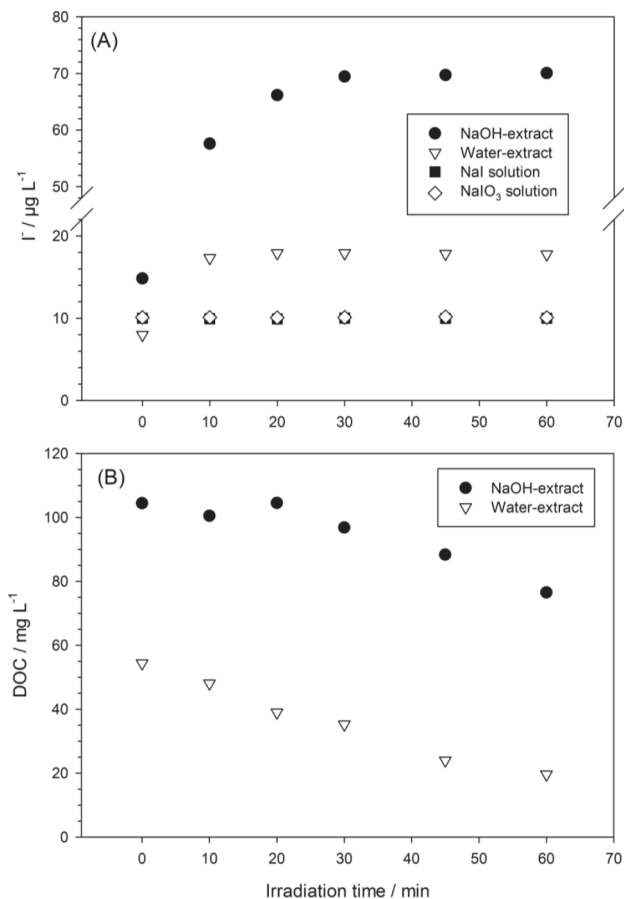 (A)
80
70
60
50
20
10
0
I⁻ / µg L⁻¹
NaOH-extract
Water-extract
NaI solution
NaIO₃ solution
0 10 20 30 40 50 60 70
(B)
120
100
80
60
40
20
0
DOC / mg L⁻¹
NaOH-extract
Water-extract
0 10 20 30 40 50 60 70
Irradiation time / min